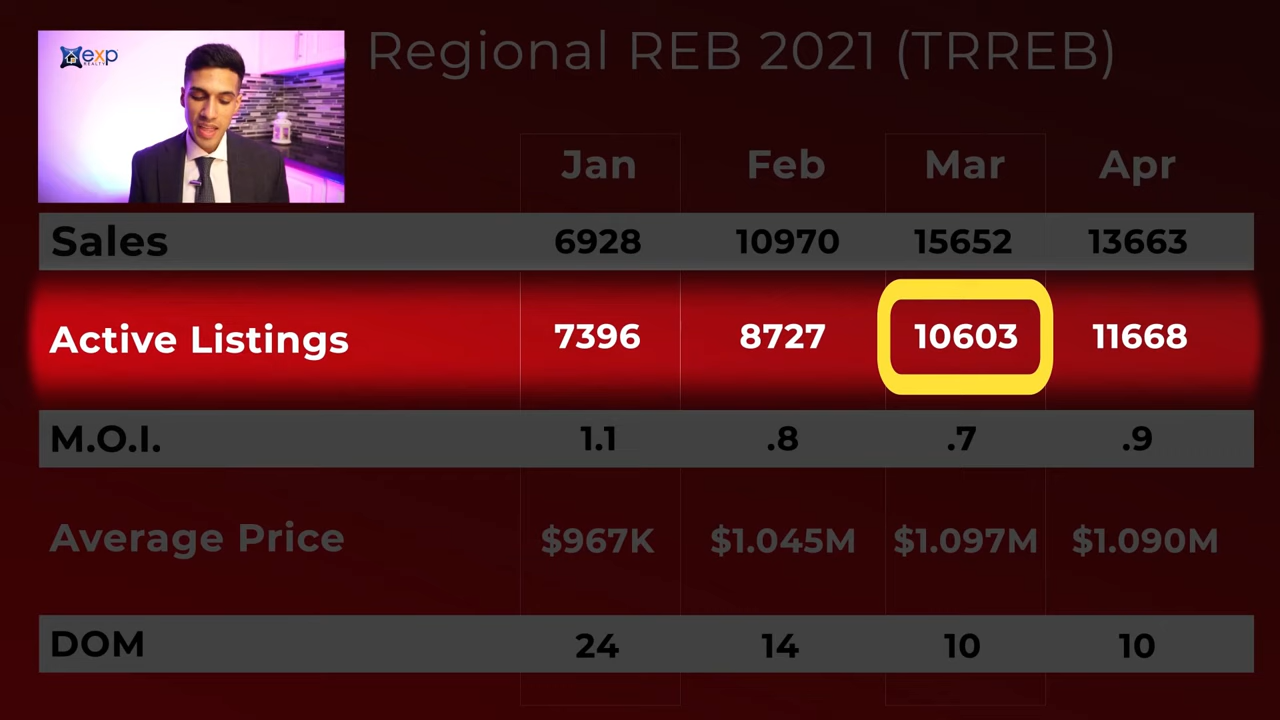 exp
REALTY
Regional REB 2021 (TRREB)
Jan Feb Mar Apr
Sales 6928 10970 15652 13663
Active Listings 7396 8727 10603 11668
M.O.I. 1.1 .8 .7 .9
Average Price $967K $1.045M $1.097M $1.090M
DOM 24 14 10 10